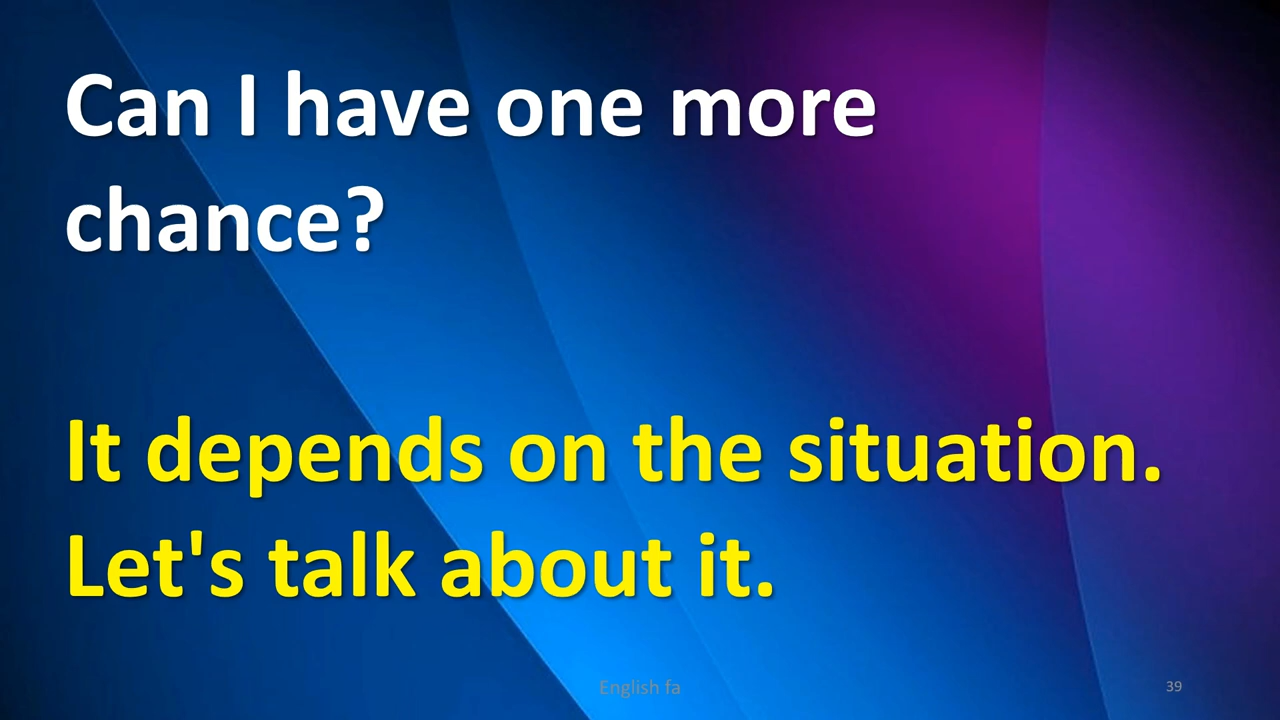 Can I have one more
chance?
It depends on the situation.
Let's talk about it.
English fa
39